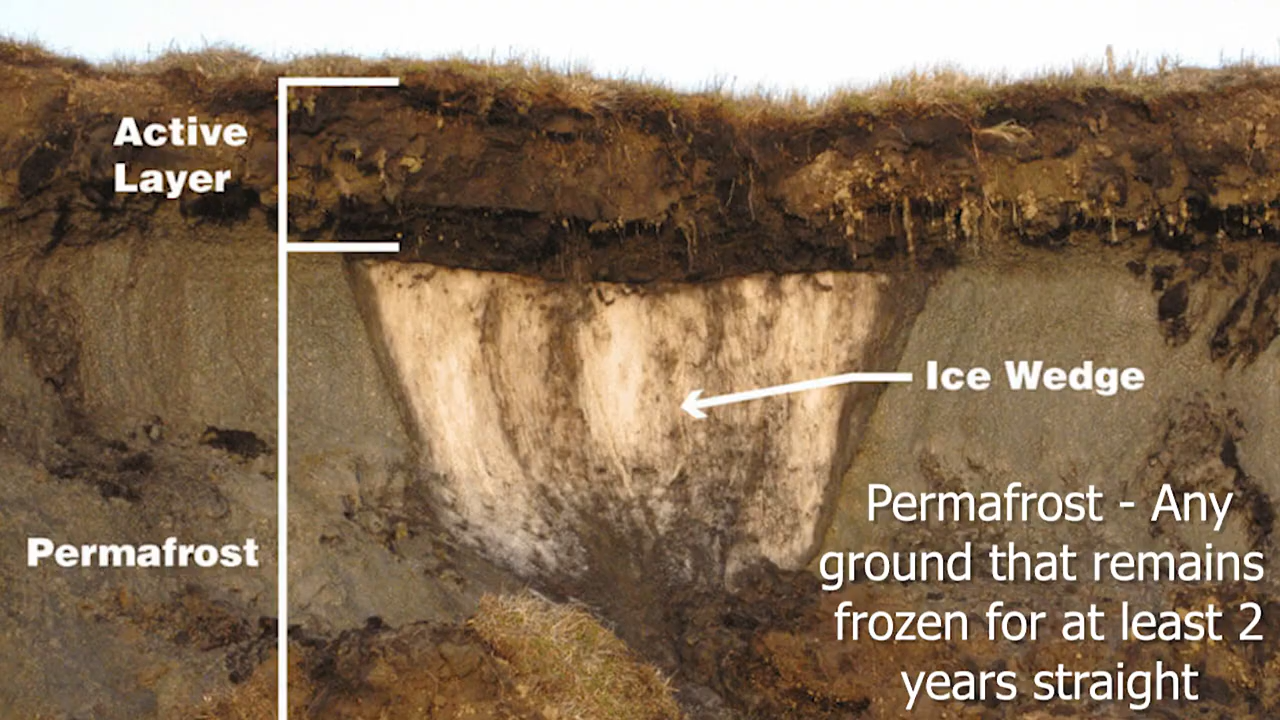 Active
Layer
Ice Wedge
Permafrost
Permafrost - Any
ground that remains
frozen for at least 2
years straight